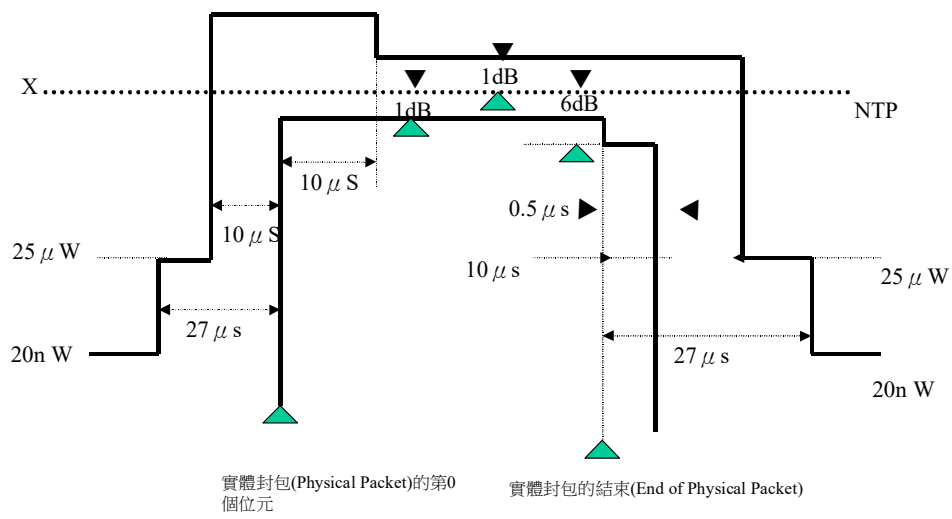 X
1dB
1dB
6dB
NTP
10 μ S
10 μ S
0.5 μ s
25 μ W
10 μ s
25 μ W
27 μ s
20n W
27 μ s
20n W
實體封包(Physical Packet)的第0
個位元
實體封包的結束(End of Physical Packet)